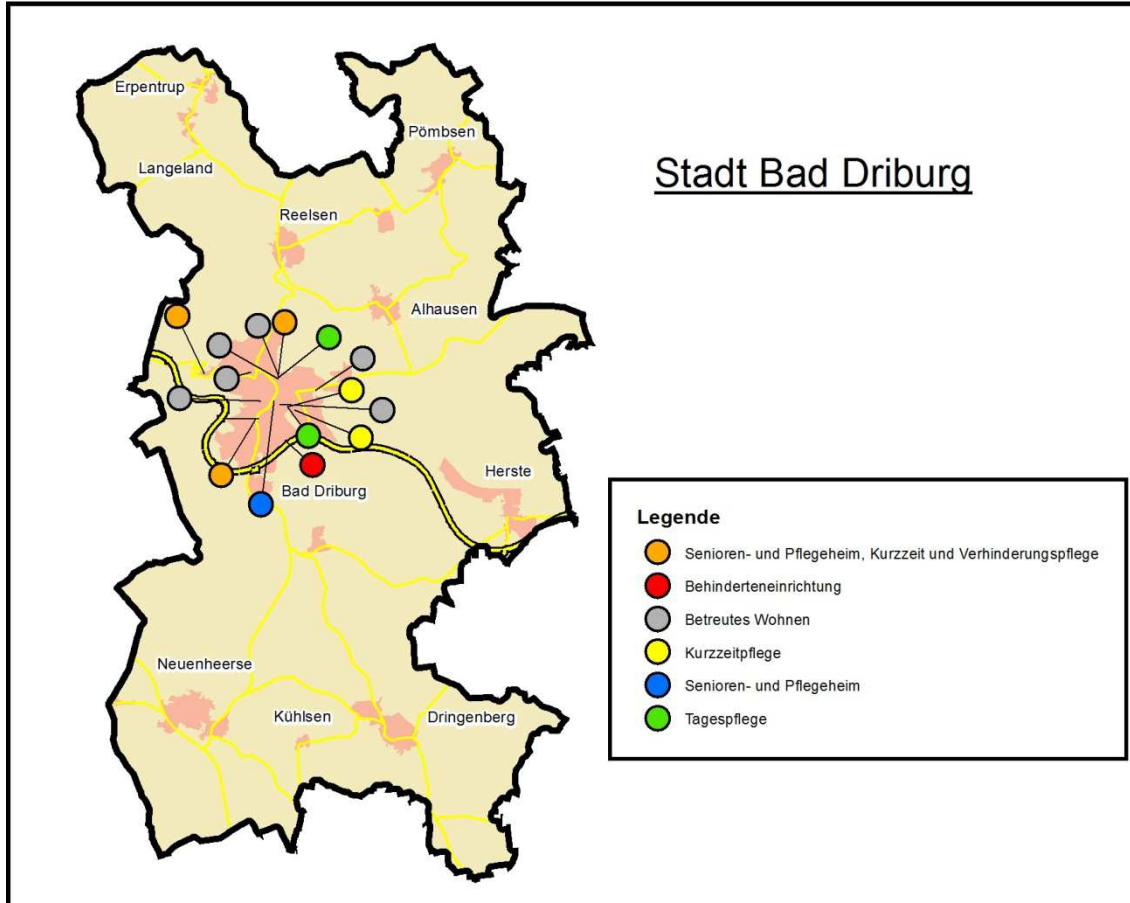 Stadt Bad Driburg
Erpentrup
Pömbsen
Langeland
Reelsen
Alhausen
Herste
Bad Driburg
Neuenheerse
Kühlsen
Dringenberg
Legende
Senioren- und Pflegeheim, Kurzzeit und Verhinderungspflege
Behinderteneinrichtung
Betreutes Wohnen
Kurzzeitpflege
Senioren- und Pflegeheim
Tagespflege